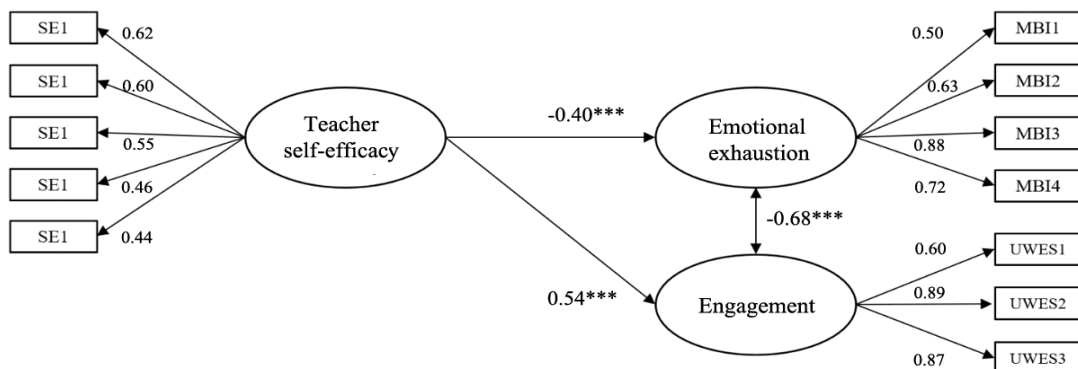 SE1
0.62
SE1
0.60
SE1
0.55
SE1
0.46
SE1
0.44
Teacher
self-efficacy
-0.40***
0.54***
Emotional
exhaustion
-0.68***
Engagement
0.50
MBI1
0.63
MBI2
0.88
MBI3
0.72
MBI4
0.60
UWES1
0.89
UWES2
0.87
UWES3